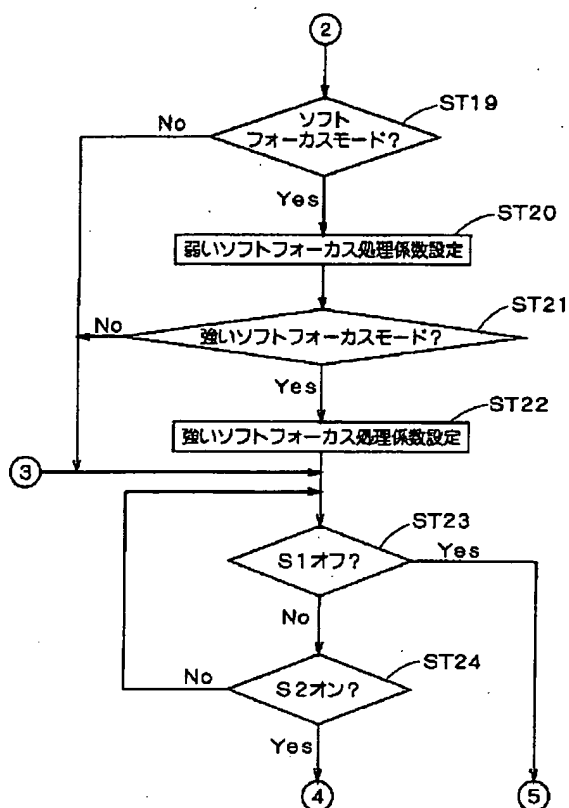 ②
ST19
ソフト
フォーカスモード?
No
Yes
ST20
弱いソフトフォーカス処理係数設定
ST21
強いソフトフォーカスモード?
No
Yes
ST22
強いソフトフォーカス処理係数設定
③
ST23
S1オフ?
Yes
No
ST24
S2オン?
No
Yes
④
⑤